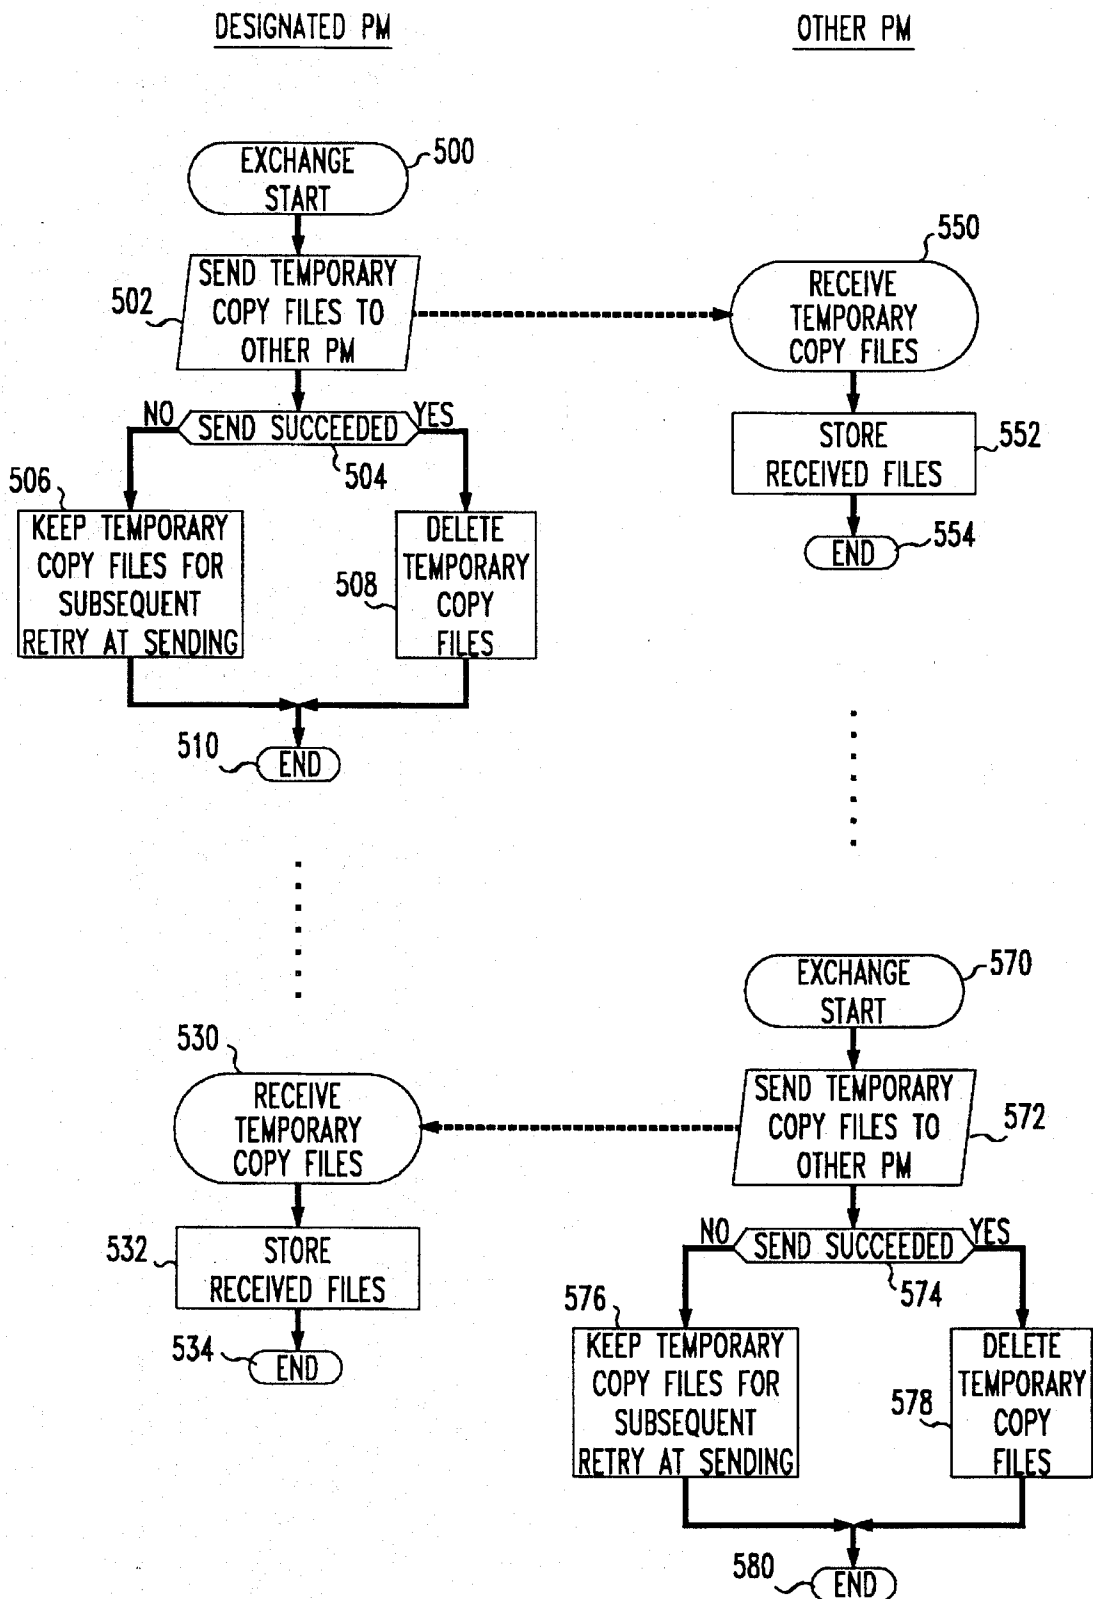 DESIGNATED PM
OTHER PM
EXCHANGE
START
500
SEND TEMPORARY
COPY FILES TO
OTHER PM
502
550
RECEIVE
TEMPORARY
COPY FILES
NO
SEND SUCCEEDED
YES
504
STORE
RECEIVED FILES
552
506
KEEP TEMPORARY
COPY FILES FOR
SUBSEQUENT
RETRY AT SENDING
508
DELETE
TEMPORARY
COPY
FILES
END
554
510
END
EXCHANGE
START
570
530
RECEIVE
TEMPORARY
COPY FILES
SEND TEMPORARY
COPY FILES TO
OTHER PM
572
532
STORE
RECEIVED FILES
NO
SEND SUCCEEDED
YES
574
534
END
576
KEEP TEMPORARY
COPY FILES FOR
SUBSEQUENT
RETRY AT SENDING
578
DELETE
TEMPORARY
COPY
FILES
580
END